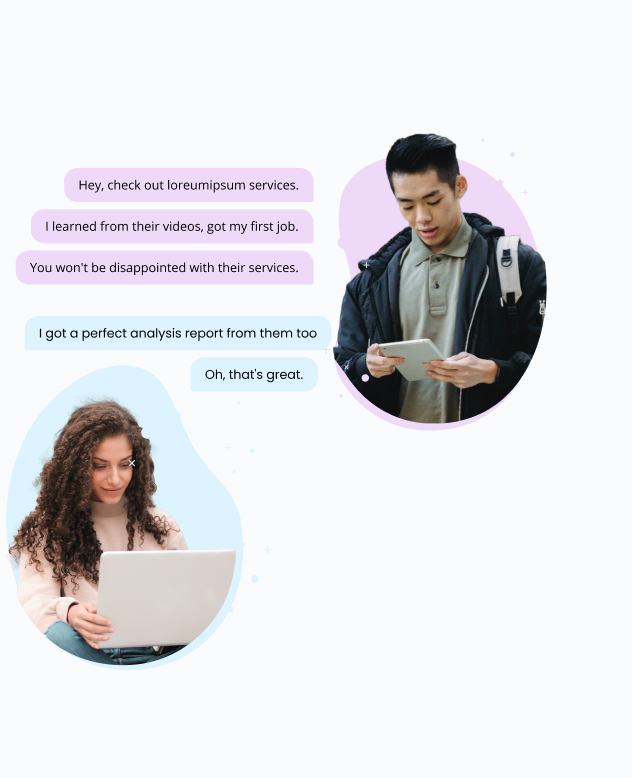 Hey, check out loreumipsum services.
I learned from their videos, got my first job.
You won't be disappointed with their services.
I got a perfect analysis report from them too
Oh, that's great.